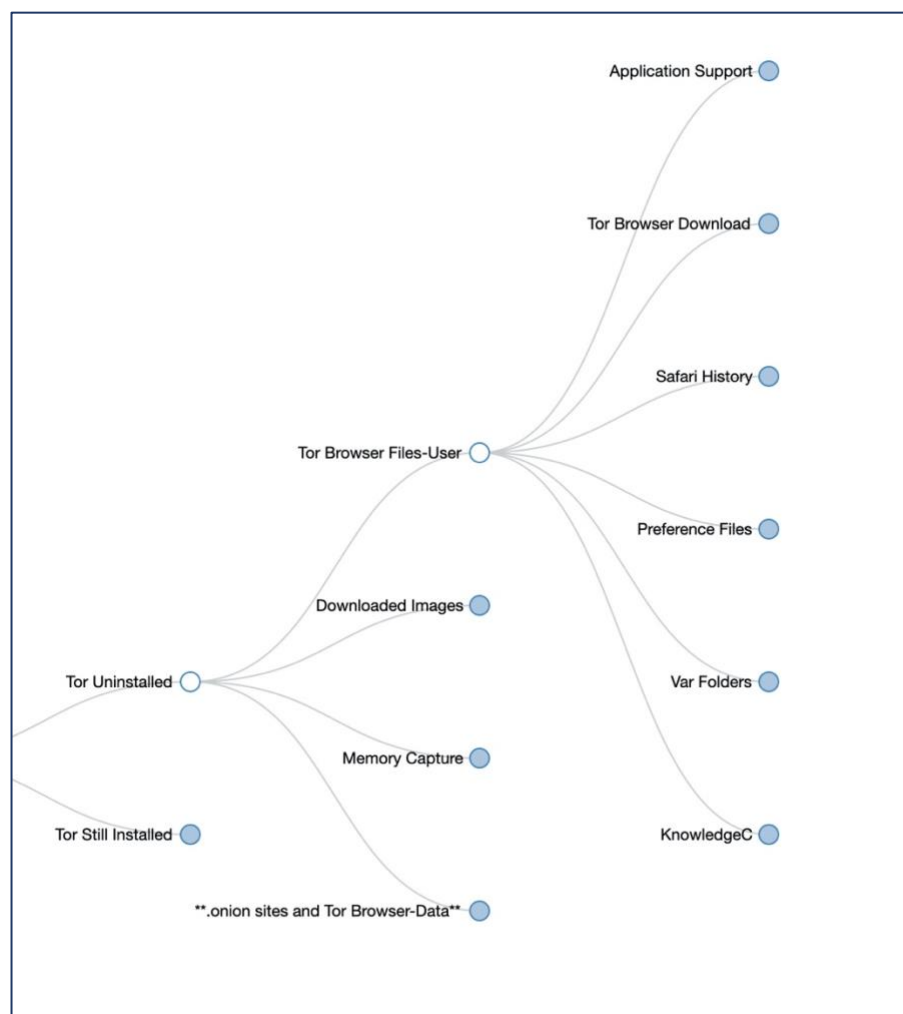 Application Support
Tor Browser Download
Safari History
Tor Browser Files-User
Preference Files
Downloaded Images
Tor Uninstalled
Var Folders
Memory Capture
Tor Still Installed
KnowledgeC
**.onion sites and Tor Browser-Data**